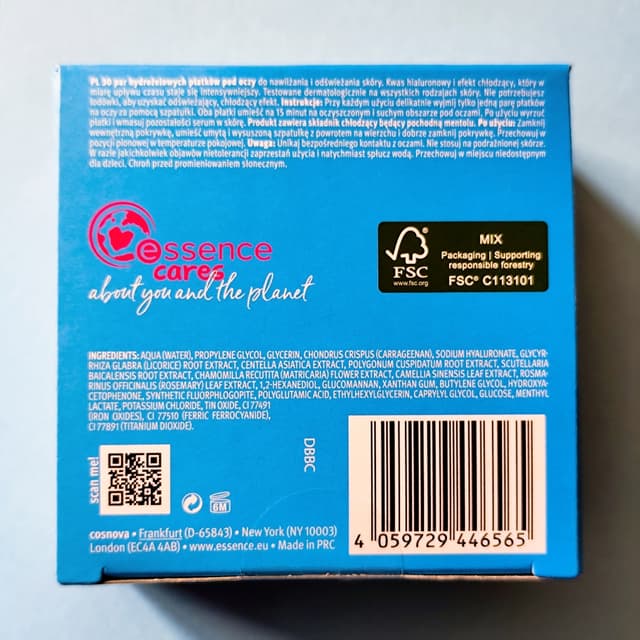 PL 30 par hydrożelowych płatków pod oczy do nawilżania i odświeżania skóry. Kwas hialuronowy i efekt chłodzący, który w
miarę upływu czasu staje się intensywniejszy. Testowane dermatologicznie na wszystkich rodzajach skóry. Nie potrzebujesz
lodówki, aby uzyskać odświeżający, chłodzący efekt. Instrukcje: Przy każdym użyciu delikatnie wyjmij tylko jedną parę płatków
na oczy za pomocą szpatułki. Oba płatki umieść na 15 minut na oczyszczonym i suchym obszarze pod oczami. Po użyciu wyrzuć
płatki i wmasuj pozostałości serum w skórę. Produkt zawiera składnik chłodzący będący pochodną mentolu. Po użyciu: Zamknij
wewnętrzną pokrywkę, umieść umytą i wysuszoną szpatułkę z powrotem na wierzchu i dobrze zamknij pokrywkę. Przechowuj w
pozycji pionowej w temperaturze pokojowej. Uwaga: Unikaj bezpośredniego kontaktu z oczami. Nie stosuj na podrażnionej skórze.
W razie jakichkolwiek objawów nietolerancji zaprzestań użycia i natychmiast spłucz wodą. Przechowuj w miejscu niedostępnym
dla dzieci. Chroń przed promieniowaniem słonecznym.
essence
cares
about you and the planet
FSC
www.fsc.org
MIX
Packaging | Supporting
responsible forestry
FSC® C113101
INGREDIENTS: AQUA (WATER), PROPYLENE GLYCOL, GLYCERIN, CHONDRUS CRISPUS (CARRAGEENAN), SODIUM HYALURONATE, GLYCYR-
RHIZA GLABRA (LICORICE) ROOT EXTRACT, CENTELLA ASIATICA EXTRACT, POLYGONUM CUSPIDATUM ROOT EXTRACT, SCUTELLARIA
BAICALENSIS ROOT EXTRACT, CHAMOMILLA RECUTITA (MATRICARIA) FLOWER EXTRACT, CAMELLIA SINENSIS LEAF EXTRACT, ROSMA-
RINUS OFFICINALIS (ROSEMARY) LEAF EXTRACT, 1,2-HEXANEDIOL, GLUCOMANNAN, XANTHAN GUM, BUTYLENE GLYCOL, HYDROXYA-
CETOPHENONE, SYNTHETIC FLUORPHLOGOPITE, POLYGLUTAMIC ACID, ETHYLHEXYLGLYCERIN, CAPRYLYL GLYCOL, GLUCOSE, MENTHYL
LACTATE, POTASSIUM CHLORIDE, TIN OXIDE, CI 77491
(IRON OXIDES), CI 77510 (FERRIC FERROCYANIDE),
CI 77891 (TITANIUM DIOXIDE).
scan me!
6M
DBBC
cosnova • Frankfurt (D-65843) • New York (NY 10003)
London (EC4A 4AB) • www.essence.eu • Made in PRC
4 059729 446565